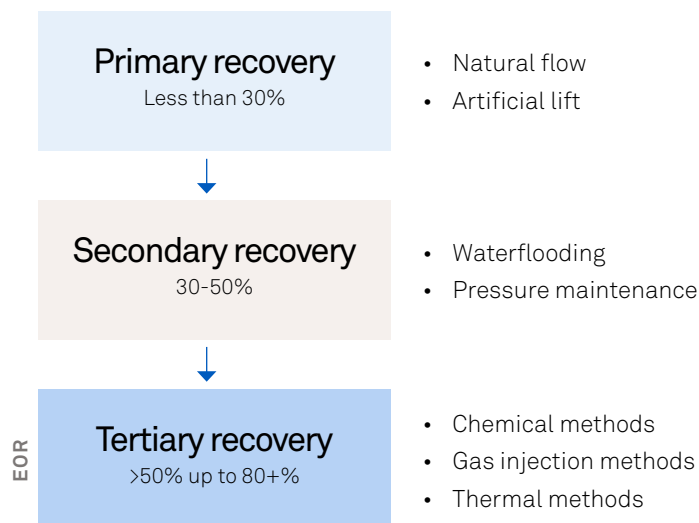 Primary recovery
Less than 30%
• Natural flow
• Artificial lift
Secondary recovery
30-50%
• Waterflooding
• Pressure maintenance
EOR
Tertiary recovery
>50% up to 80+%
• Chemical methods
• Gas injection methods
• Thermal methods